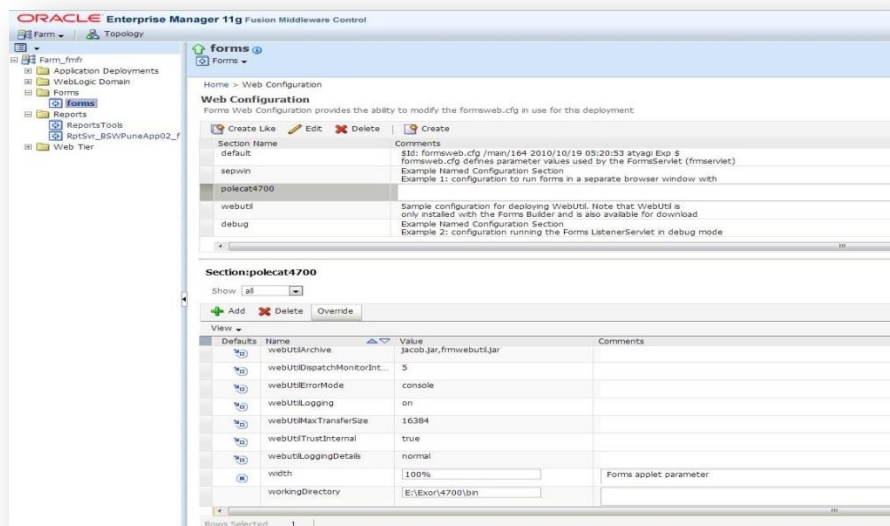 ORACLE Enterprise Manager 11g Fusion Middleware Control
Farm Topology
Farm_fmfr
Application Deployments
WebLogic Domain
Forms
forms
Reports
ReportsTools
RptSvr_BSWPuneApp02_f
Web Tier
forms
Forms
Home > Web Configuration
Web Configuration
Forms Web Configuration provides the ability to modify the formsweb.cfg in use for this deployment
Create Like Edit Delete Create
Section Name Comments
default $Id: formsweb.cfg /main/164 2010/10/19 05:20:53 atyagi Exp $
formsweb.cfg defines parameter values used by the FormsServlet (frmservlet)
sepwin Example Named Configuration Section
Example 1: configuration to run forms in a separate browser window with
polecat4700
webutil Sample configuration for deploying WebUtil. Note that WebUtil is
only installed with the Forms Builder and is also available for download
debug Example Named Configuration Section
Example 2: configuration running the Forms ListenerServlet in debug mode
Section:polecat4700
Show all
Add Delete Override
View
Defaults Name Value Comments
webUtilArchive jacob.jar,frmwebutil.jar
webUtilDispatchMonitorInt... 5
webUtilErrorMode console
webUtilLogging on
webUtilMaxTransferSize 16384
webUtilTrustInternal true
webutilLoggingDetails normal
width 100% Forms applet parameter
workingDirectory E:\Exor\4700\bin
Rows Selected 1